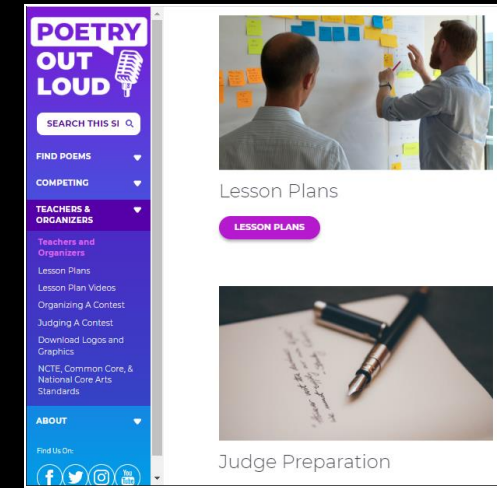 POETRY
OUT
LOUD
SEARCH THIS SI
FIND POEMS
COMPETING
TEACHERS &
ORGANIZERS
Teachers and
Organizers
Lesson Plans
Lesson Plan Videos
Organizing A Contest
Judging A Contest
Download Logos and
Graphics
NCTE, Common Core, &
National Core Arts
Standards
ABOUT
Find Us On:
You
Tube
Lesson Plans
LESSON PLANS
Judge Preparation